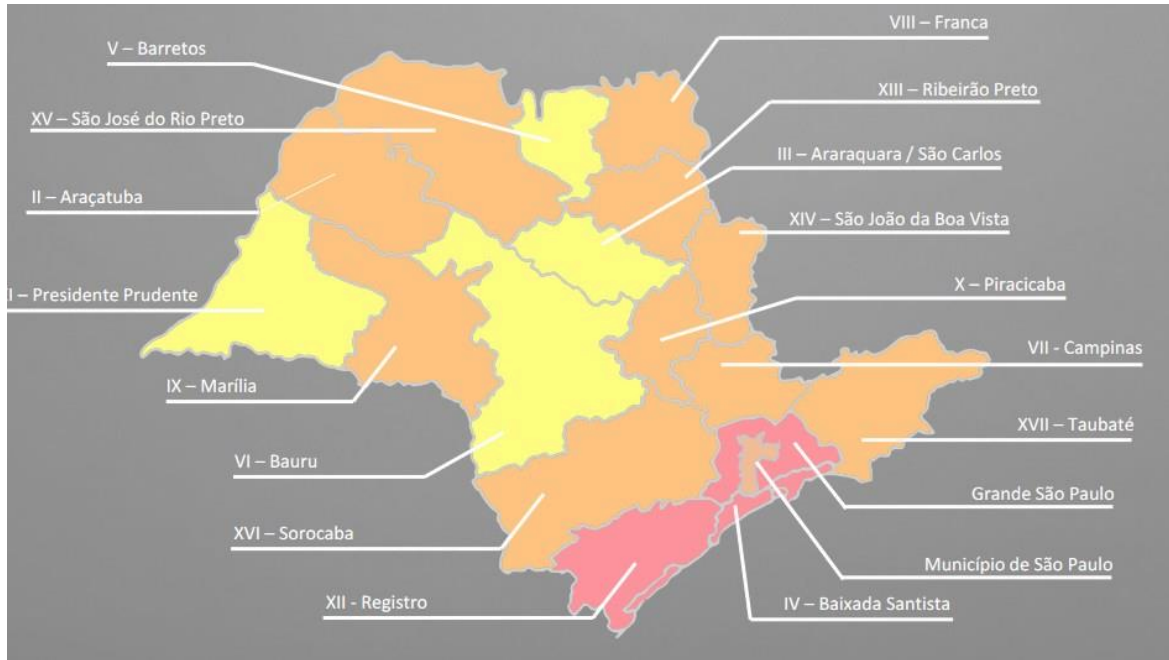 VIII – Franca
V – Barretos
XIII – Ribeirão Preto
XV – São José do Rio Preto
III – Araraquara / São Carlos
II – Araçatuba
XIV – São João da Boa Vista
XI – Presidente Prudente
X – Piracicaba
VII - Campinas
IX – Marília
XVII – Taubaté
VI – Bauru
Grande São Paulo
XVI – Sorocaba
Município de São Paulo
XII - Registro
IV – Baixada Santista